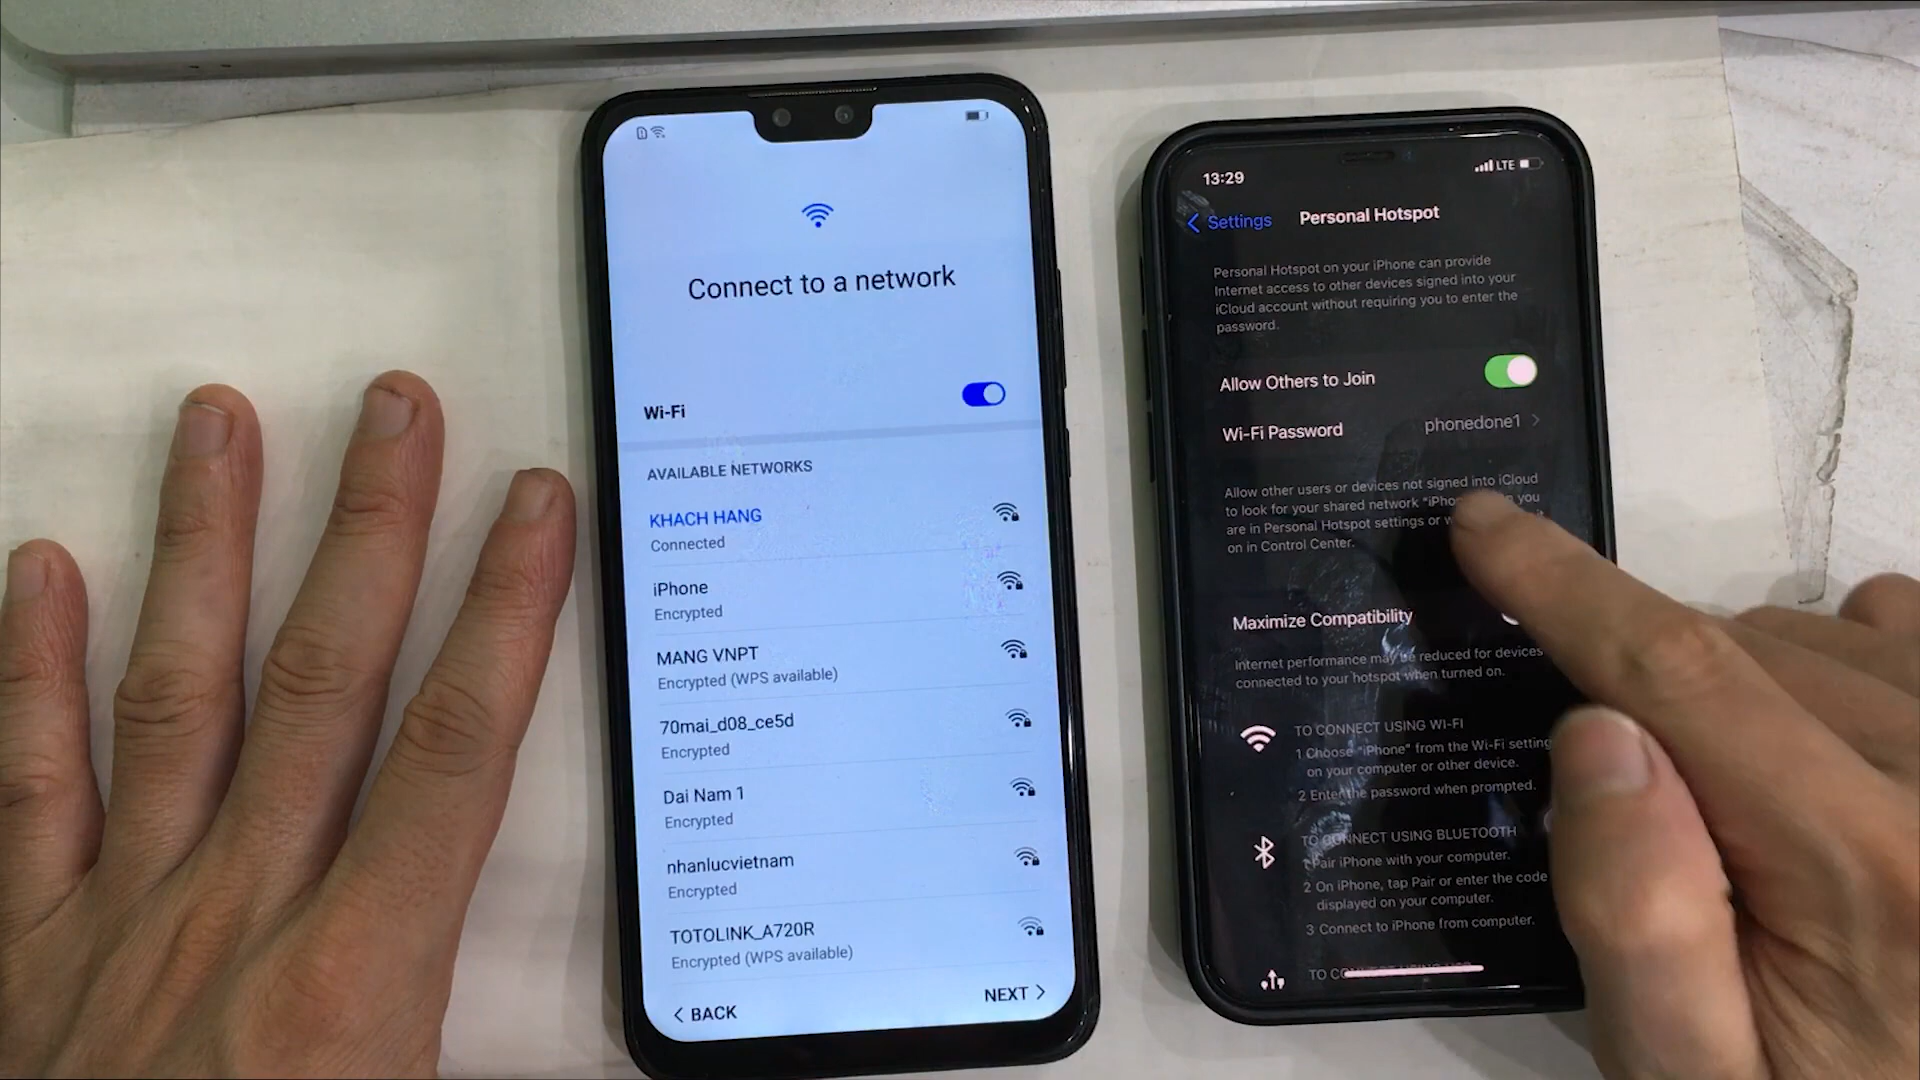 Connect to a network
Wi-Fi
AVAILABLE NETWORKS
KHACH HANG
Connected
iPhone
Encrypted
MANG VNPT
Encrypted (WPS available)
70mai_d08_ce5d
Encrypted
Dai Nam 1
Encrypted
nhanlucvietnam
Encrypted
TOTOLINK_A720R
Encrypted (WPS available)
< BACK
NEXT >
13:29
LTE
< Settings
Personal Hotspot
Personal Hotspot on your iPhone can provide
Internet access to other devices signed into your
iCloud account without requiring you to enter the
password.
Allow Others to Join
Wi-Fi Password
phonedone1 >
Allow other users or devices not signed into iCloud
to look for your shared network "iPhone you
are in Personal Hotspot settings or
on in Control Center.
Maximize Compatibility
Internet performance may be reduced for devices
connected to your hotspot when turned on.
TO CONNECT USING WI-FI
1 Choose "iPhone" from the Wi-Fi setting
on your computer or other device.
2 Enter the password when prompted.
TO CONNECT USING BLUETOOTH
1 Pair iPhone with your computer.
2 On iPhone, tap Pair or enter the code
displayed on your computer.
3 Connect to iPhone from computer.
TO